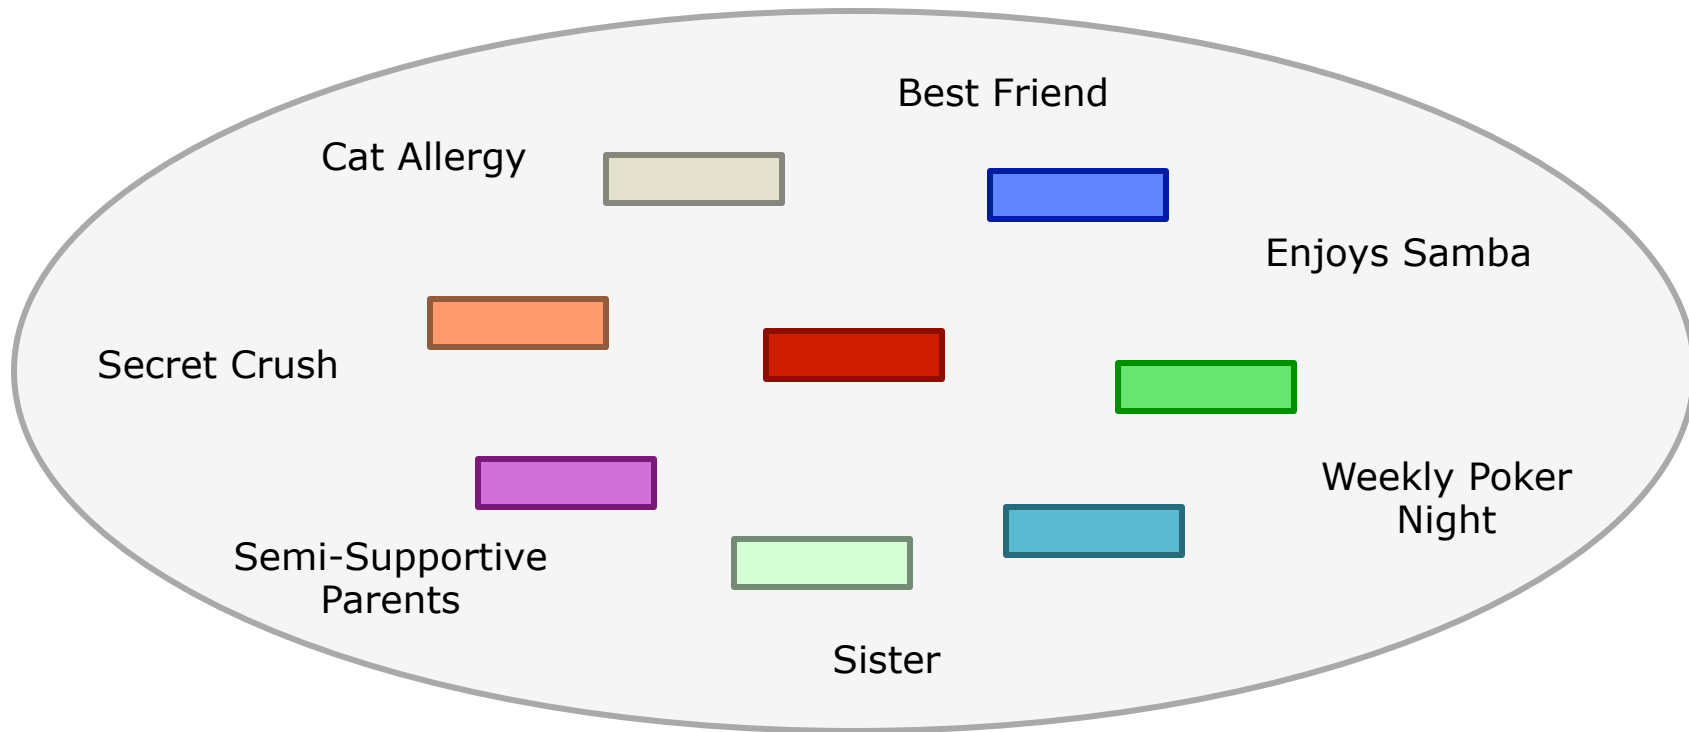 Best Friend
Cat Allergy
Enjoys Samba
Secret Crush
Weekly Poker
Night
Semi-Supportive
Parents
Sister